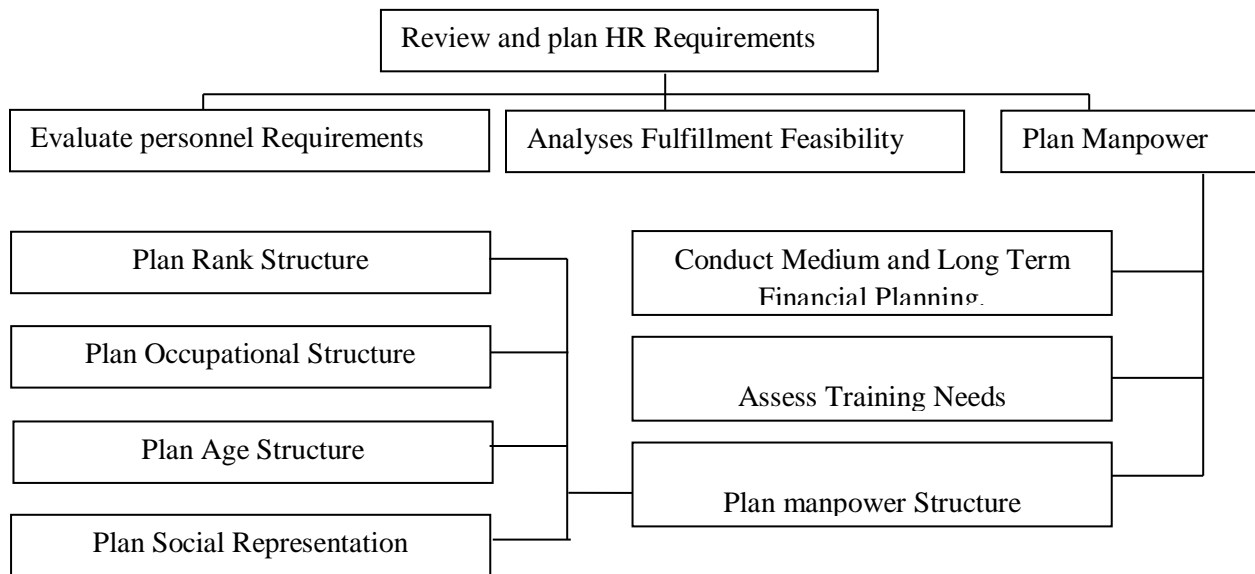 Review and plan HR Requirements
Evaluate personnel Requirements
Analyses Fulfillment Feasibility
Plan Manpower
Plan Rank Structure
Conduct Medium and Long Term
Financial Planning.
Plan Occupational Structure
Assess Training Needs
Plan Age Structure
Plan manpower Structure
Plan Social Representation